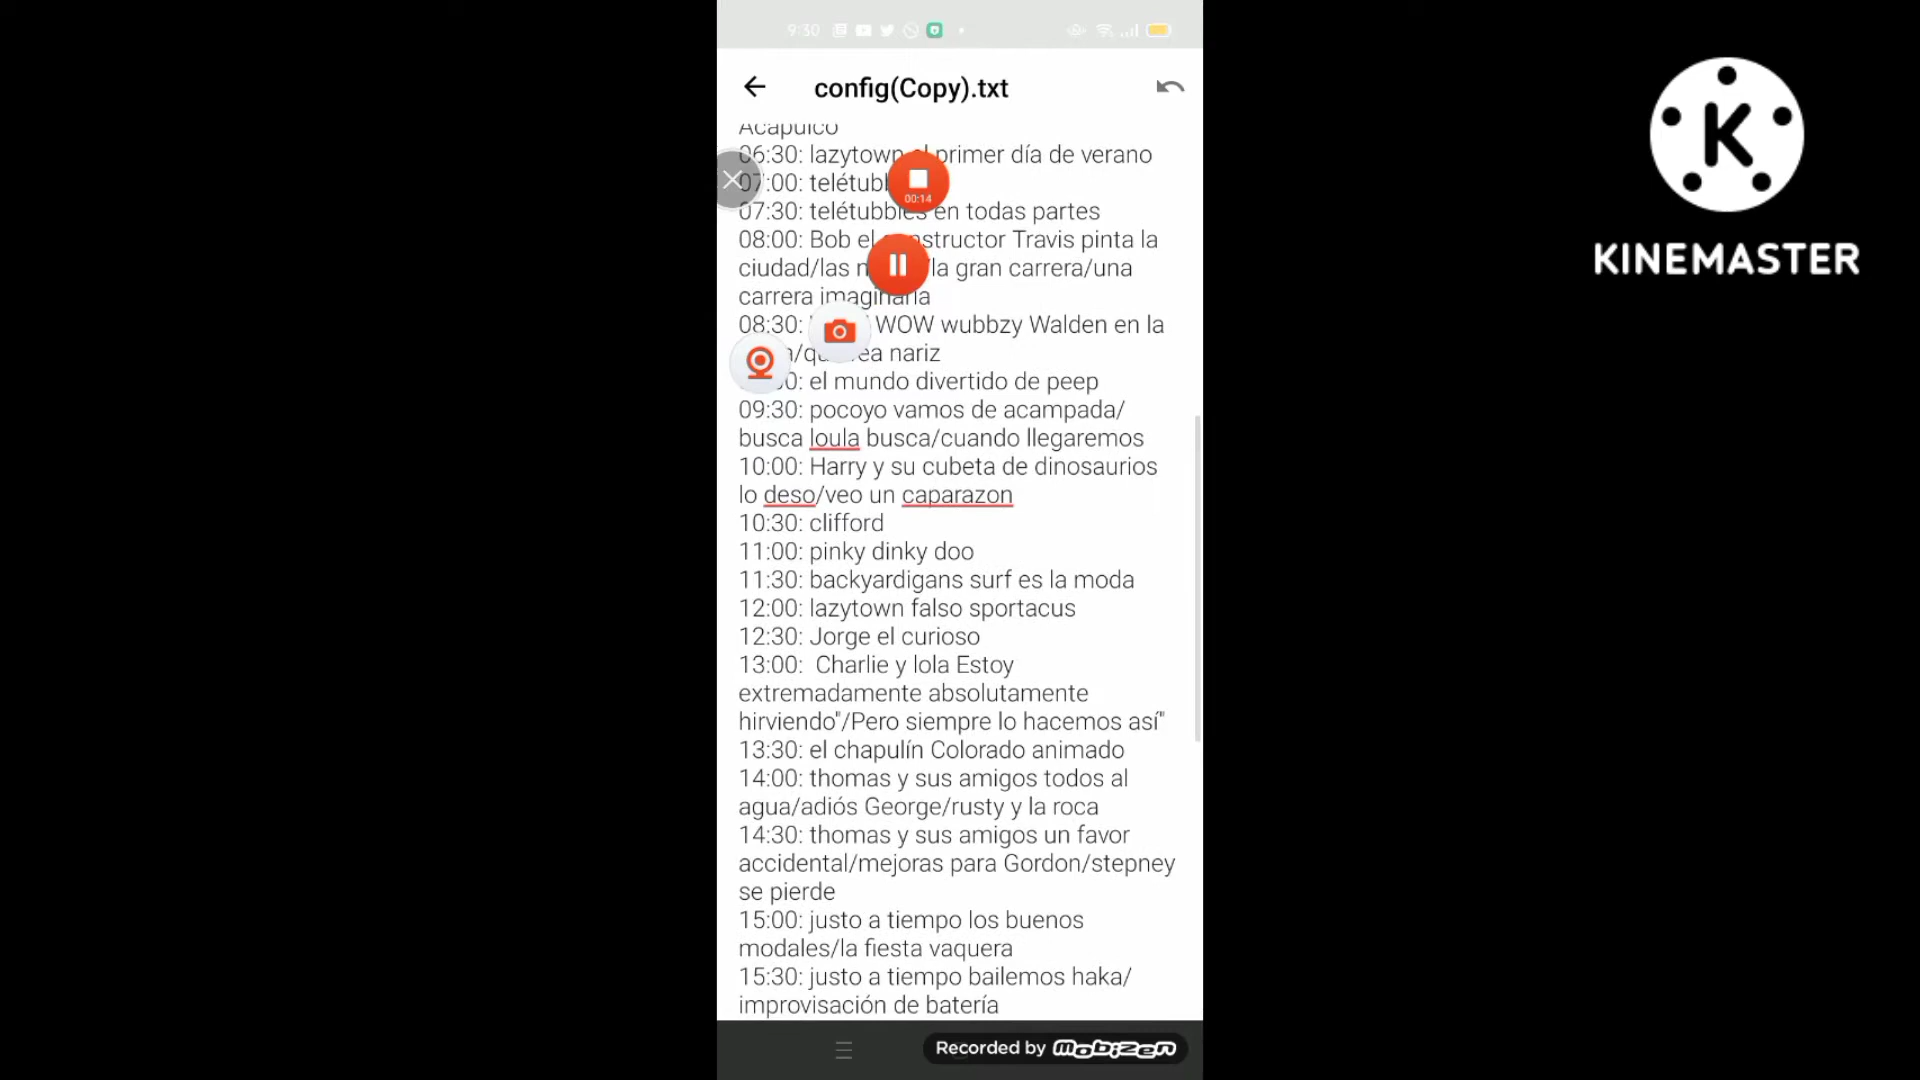 9:30
config(Copy).txt
Acapulco
06:30: lazytown el primer día de verano
07:00: telétubb
00:14
07:30: telétubbies en todas partes
08:00: Bob el constructor Travis pinta la
ciudad/las n /la gran carrera/una
carrera imaginaria
08:30: WOW wubbzy Walden en la
/qu ea nariz
0: el mundo divertido de peep
09:30: pocoyo vamos de acampada/
busca loula busca/cuando llegaremos
10:00: Harry y su cubeta de dinosaurios
lo deso/veo un caparazon
10:30: clifford
11:00: pinky dinky doo
11:30: backyardigans surf es la moda
12:00: lazytown falso sportacus
12:30: Jorge el curioso
13:00: Charlie y lola Estoy
extremadamente absolutamente
hirviendo"/Pero siempre lo hacemos así"
13:30: el chapulín Colorado animado
14:00: thomas y sus amigos todos al
agua/adiós George/rusty y la roca
14:30: thomas y sus amigos un favor
accidental/mejoras para Gordon/stepney
se pierde
15:00: justo a tiempo los buenos
modales/la fiesta vaquera
15:30: justo a tiempo bailemos haka/
improvisación de batería
Recorded by Mobizen
K
KINEMASTER